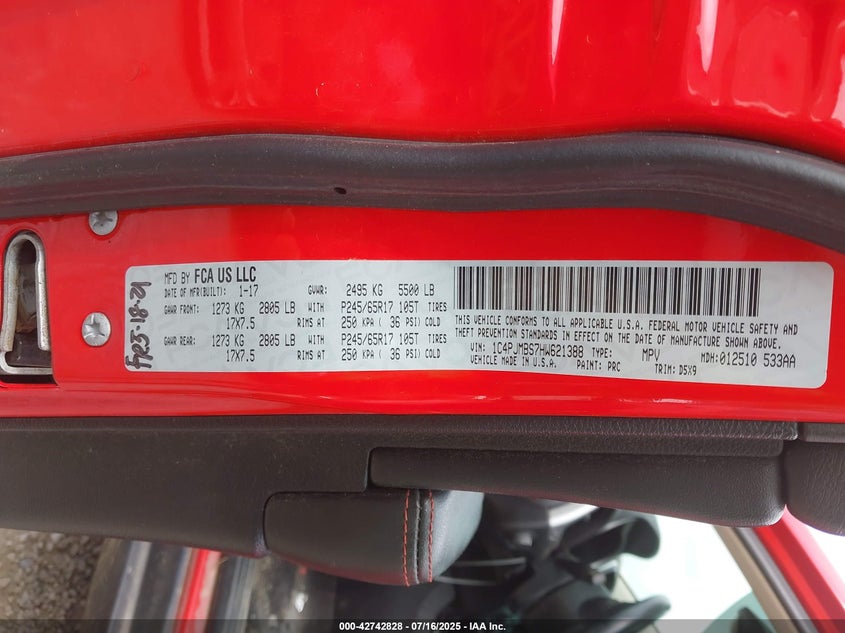 MFD BY FCA US LLC
DATE OF MFR(BUILT): 1-17 GVWR: 2495 KG 5500 LB
GAWR FRONT: 1273 KG 2805 LB WITH P245/65R17 105T TIRES
17X7.5 RIMS AT 250 KPA ( 36 PSI) COLD
GAWR REAR: 1273 KG 2805 LB WITH P245/65R17 105T TIRES
17X7.5 RIMS AT 250 KPA ( 36 PSI) COLD
THIS VEHICLE CONFORMS TO ALL APPLICABLE U.S.A. FEDERAL MOTOR VEHICLE SAFETY AND
THEFT PREVENTION STANDARDS IN EFFECT ON THE DATE OF MANUFACTURE SHOWN ABOVE.
VIN: 1C4PJMBS7HW621388 TYPE: MPV MDH:012510 533AA
VEHICLE MADE IN U.S.A. PAINT: PRC TRIM: D5X9
000-42742828 - 07/16/2025 - IAA Inc.